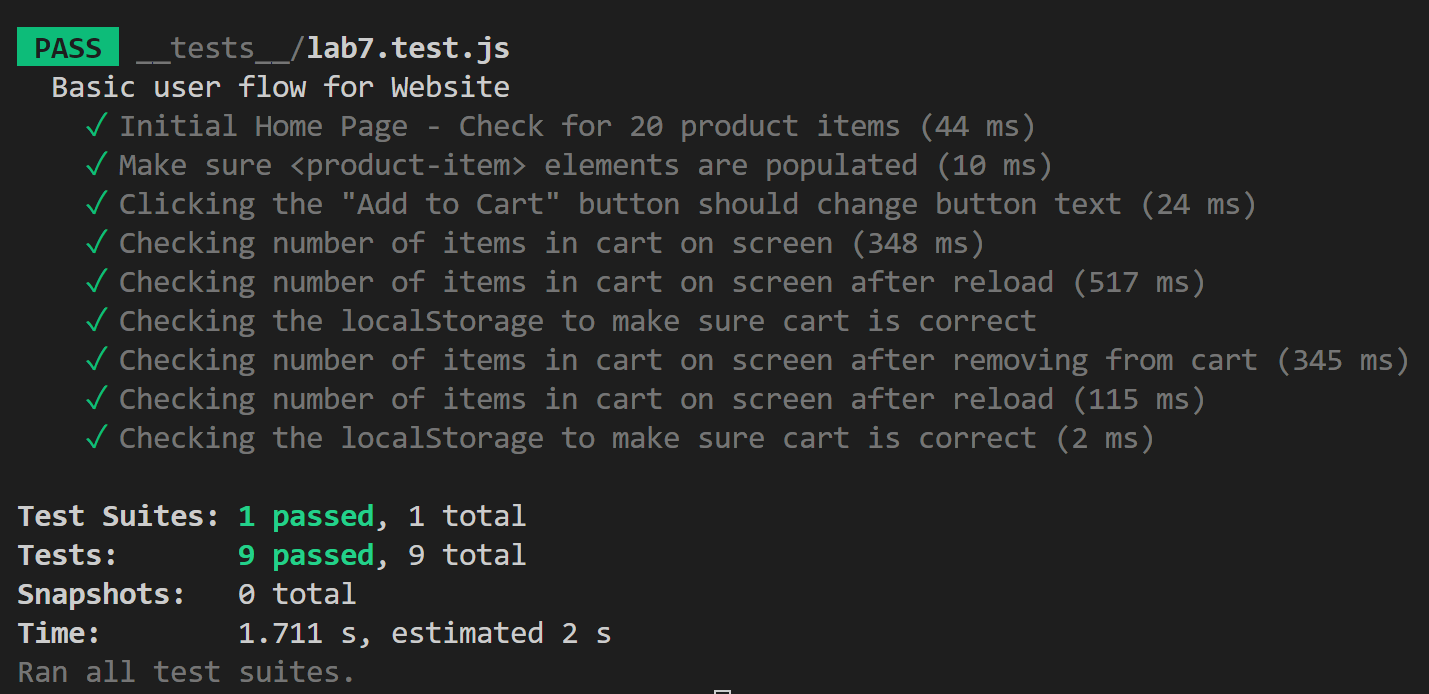 PASS __tests__/lab7.test.js
Basic user flow for Website
✓ Initial Home Page - Check for 20 product items (44 ms)
✓ Make sure <product-item> elements are populated (10 ms)
✓ Clicking the "Add to Cart" button should change button text (24 ms)
✓ Checking number of items in cart on screen (348 ms)
✓ Checking number of items in cart on screen after reload (517 ms)
✓ Checking the localStorage to make sure cart is correct
✓ Checking number of items in cart on screen after removing from cart (345 ms)
✓ Checking number of items in cart on screen after reload (115 ms)
✓ Checking the localStorage to make sure cart is correct (2 ms)
Test Suites: 1 passed, 1 total
Tests: 9 passed, 9 total
Snapshots: 0 total
Time: 1.711 s, estimated 2 s
Ran all test suites.